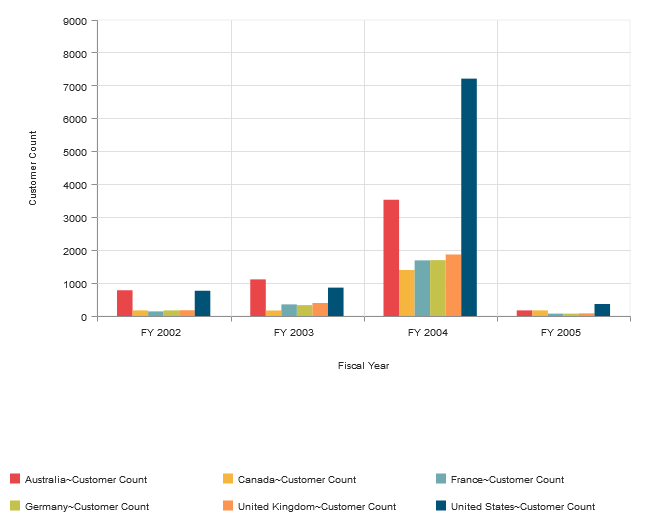 9000
8000
7000
6000
5000
4000
3000
2000
1000
0
Customer Count
FY 2002 FY 2003 FY 2004 FY 2005
Fiscal Year
Australia~Customer Count Canada~Customer Count France~Customer Count
Germany~Customer Count United Kingdom~Customer Count United States~Customer Count